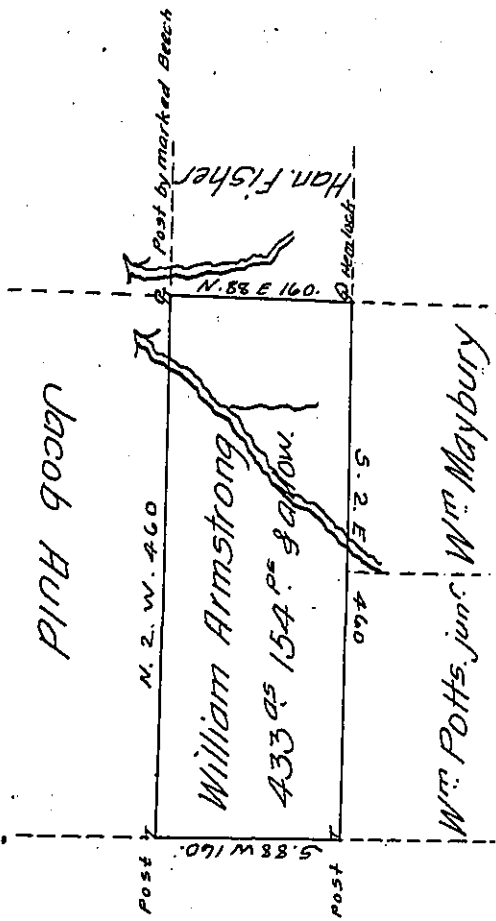 Post by marked Beech
Han. Fisher
Hemlock
N. 88 E 160.
Jacob Auld
N. 2. W. 460
William Armstrong
433 as. 154 ps. & allow.
S. 2. E 460
Wm. Maybury
Wm. Potts. junr.
Post
S. 88 W 160.
Post